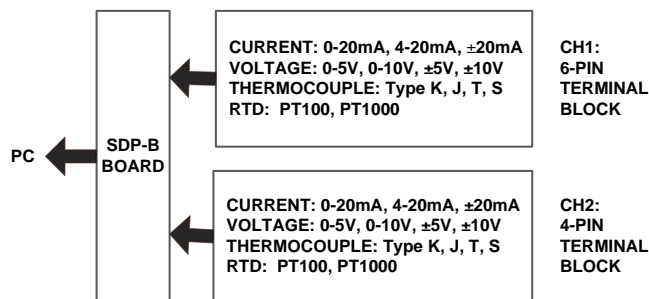 PC
SDP-B
BOARD
CURRENT: 0-20mA, 4-20mA, ±20mA
VOLTAGE: 0-5V, 0-10V, ±5V, ±10V
THERMOCOUPLE: Type K, J, T, S
RTD: PT100, PT1000
CH1:
6-PIN
TERMINAL
BLOCK
CURRENT: 0-20mA, 4-20mA, ±20mA
VOLTAGE: 0-5V, 0-10V, ±5V, ±10V
THERMOCOUPLE: Type K, J, T, S
RTD: PT100, PT1000
CH2:
4-PIN
TERMINAL
BLOCK